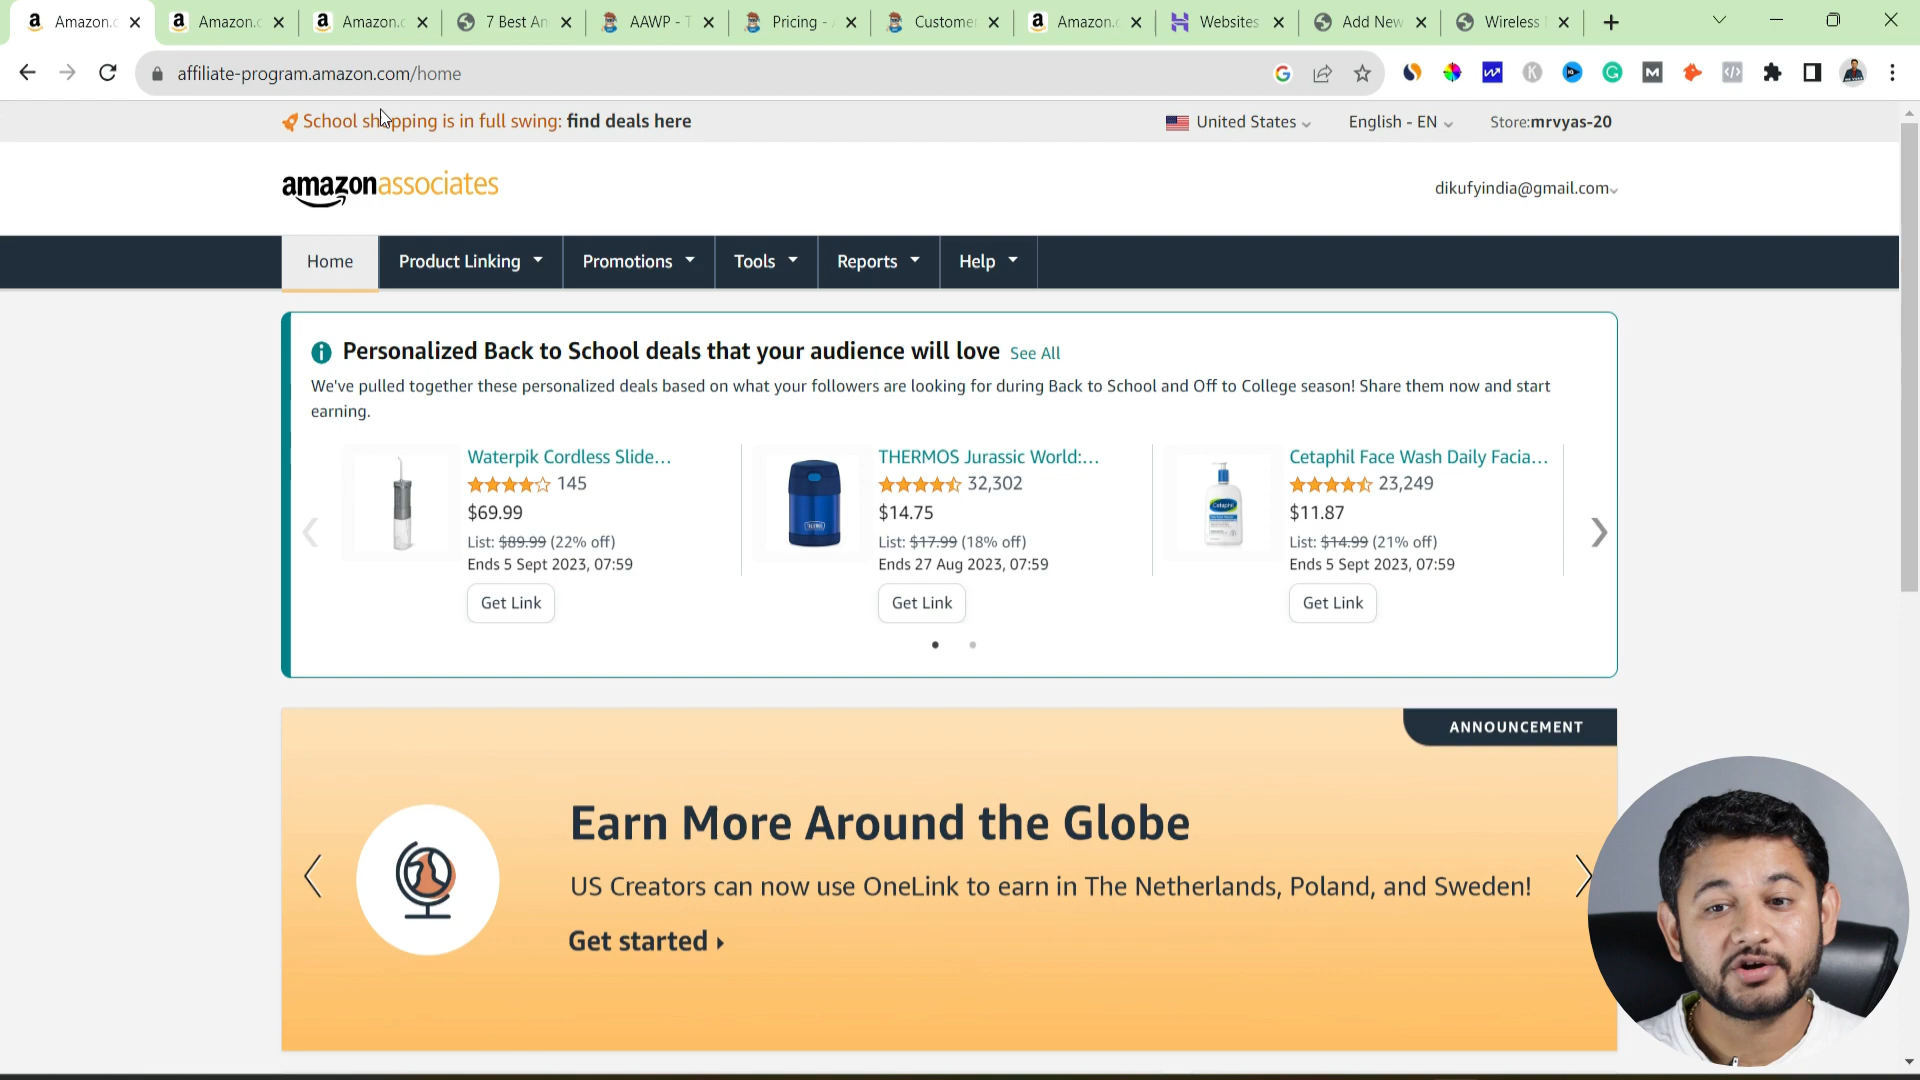 Amazon.c
Amazon.c
Amazon.c
7 Best An
AAWP - T
Pricing -
Customer
Amazon.c
Websites
Add New
Wireless
affiliate-program.amazon.com/home
School shopping is in full swing: find deals here
United States
English - EN
Store:mrvyas-20
amazonassociates
dikufyindia@gmail.com
Home
Product Linking
Promotions
Tools
Reports
Help
Personalized Back to School deals that your audience will love See All
We've pulled together these personalized deals based on what your followers are looking for during Back to School and Off to College season! Share them now and start
earning.
Waterpik Cordless Slide...
145
$69.99
List: $89.99 (22% off)
Ends 5 Sept 2023, 07:59
Get Link
THERMOS Jurassic World:...
32,302
$14.75
List: $17.99 (18% off)
Ends 27 Aug 2023, 07:59
Get Link
Cetaphil Face Wash Daily Facia...
23,249
$11.87
List: $14.99 (21% off)
Ends 5 Sept 2023, 07:59
Get Link
ANNOUNCEMENT
Earn More Around the Globe
US Creators can now use OneLink to earn in The Netherlands, Poland, and Sweden!
Get started